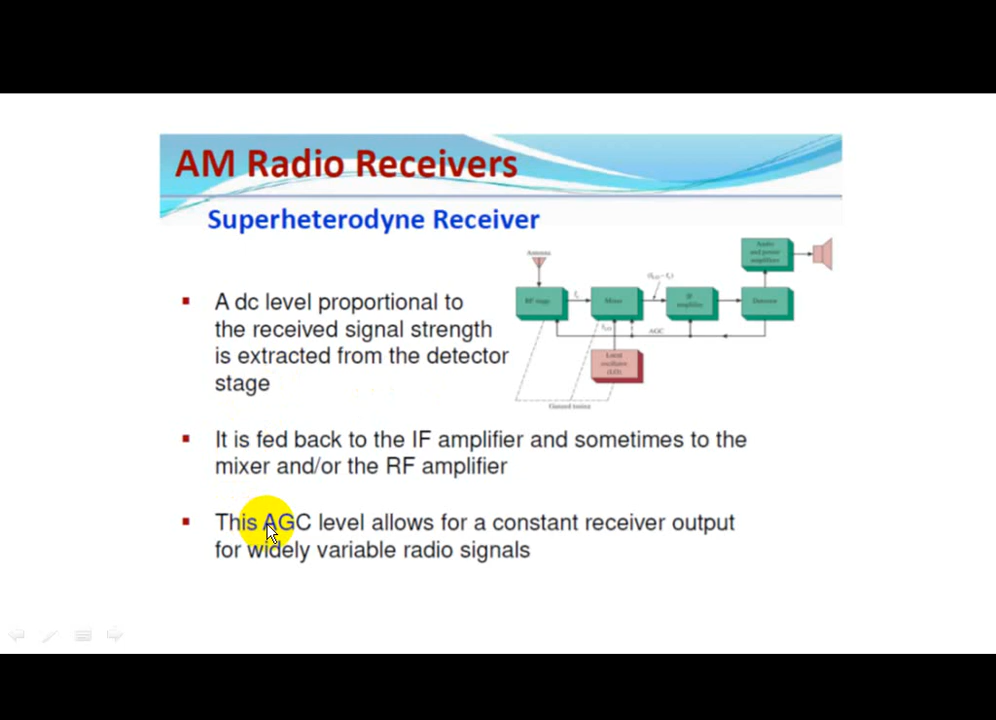 AM Radio Receivers
Superheterodyne Receiver
Antenna
RF stage
Mixer
IF
amplifier
Detector
Audio
and power
amplifiers
AGC
Local
oscillator
(LO)
Ganged tuning
A dc level proportional to
the received signal strength
is extracted from the detector
stage
It is fed back to the IF amplifier and sometimes to the
mixer and/or the RF amplifier
This AGC level allows for a constant receiver output
for widely variable radio signals